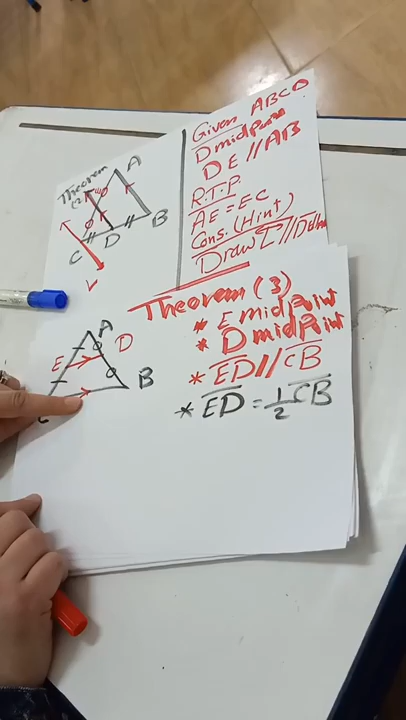 Theorem
A
B
C
D
Given ABCD
D midpoint
DE // AB
R.T.P.
AE = EC
Cons. (Hint)
Draw
Theorem (3)
* E midpoint
* D midpoint
* ED // CB
* ED = 1/2 CB
A
E
D
B